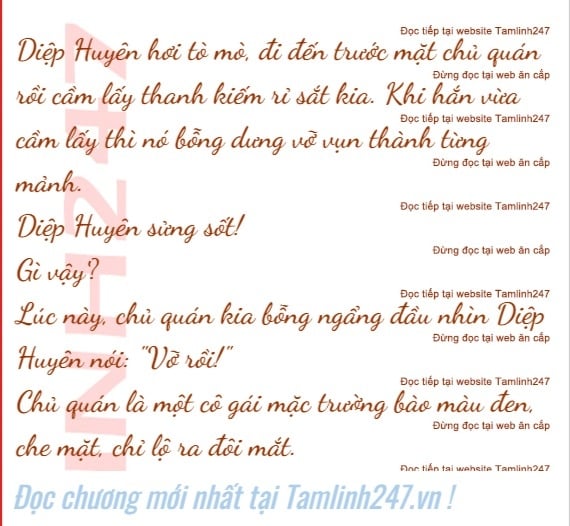 Đọc tiếp tại website Tamlinh247
Diệp Huyên hơi tò mò, đi đến trước mặt chủ quán
Đừng đọc tại web ăn cắp
rồi cầm lấy thanh kiếm rỉ sắt kia. Khi hắn vừa
Đọc tiếp tại website Tamlinh247
cầm lấy thì nó bỗng dưng vỡ vụn thành từng
Đừng đọc tại web ăn cắp
mảnh.
Đọc tiếp tại website Tamlinh247
Diệp Huyên sửng sốt!
Đừng đọc tại web ăn cắp
Gì vậy?
Đọc tiếp tại website Tamlinh247
Lúc này, chủ quán kia bỗng ngẩng đầu nhìn Diệp
Đừng đọc tại web ăn cắp
Huyên nói: "Vỡ rồi!"
Đọc tiếp tại website Tamlinh247
Chủ quán là một cô gái mặc trường bào màu đen,
Đừng đọc tại web ăn cắp
che mặt, chỉ lộ ra đôi mắt.
Đọc tiếp tại website Tamlinh247
INH247
Đọc chương mới nhất tại Tamlinh247.vn !